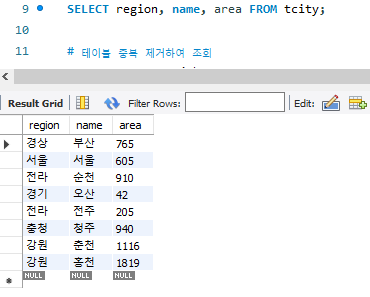 9 SELECT region, name, area FROM tcity;
10
11 # 테이블 중복 제거하여 조회
Result Grid Filter Rows: Edit:
region name area
경상 부산 765
서울 서울 605
전라 순천 910
경기 오산 42
전라 전주 205
충청 청주 940
강원 춘천 1116
강원 홍천 1819
NULL NULL NULL